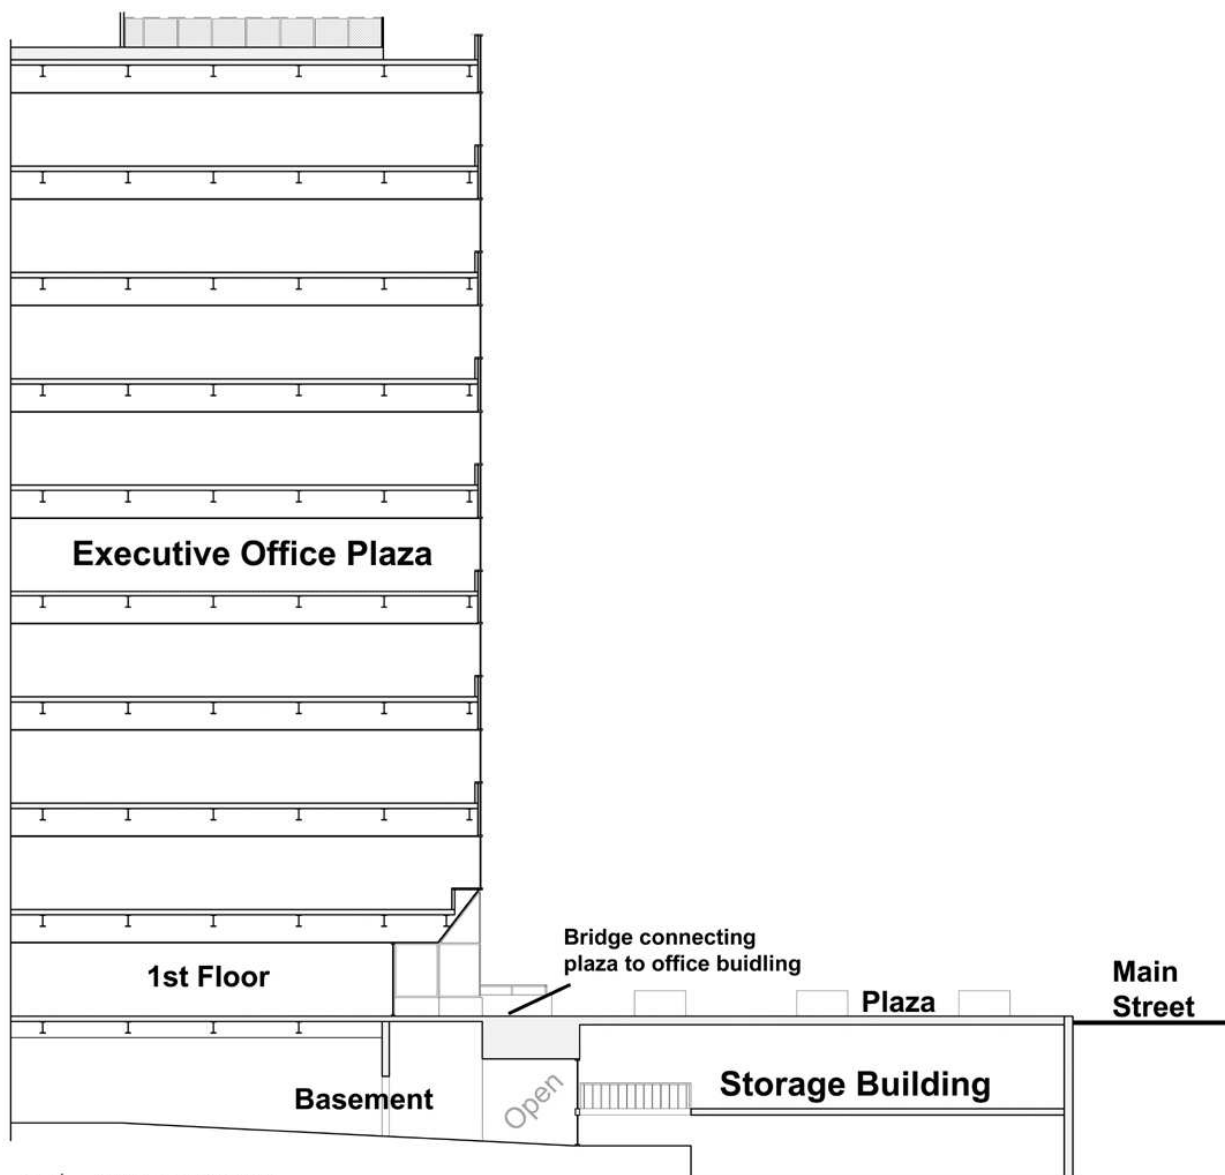 Executive Office Plaza
Bridge connecting
plaza to office buidling
1st Floor
Main
Street
Plaza
Storage Building
Basement
Open